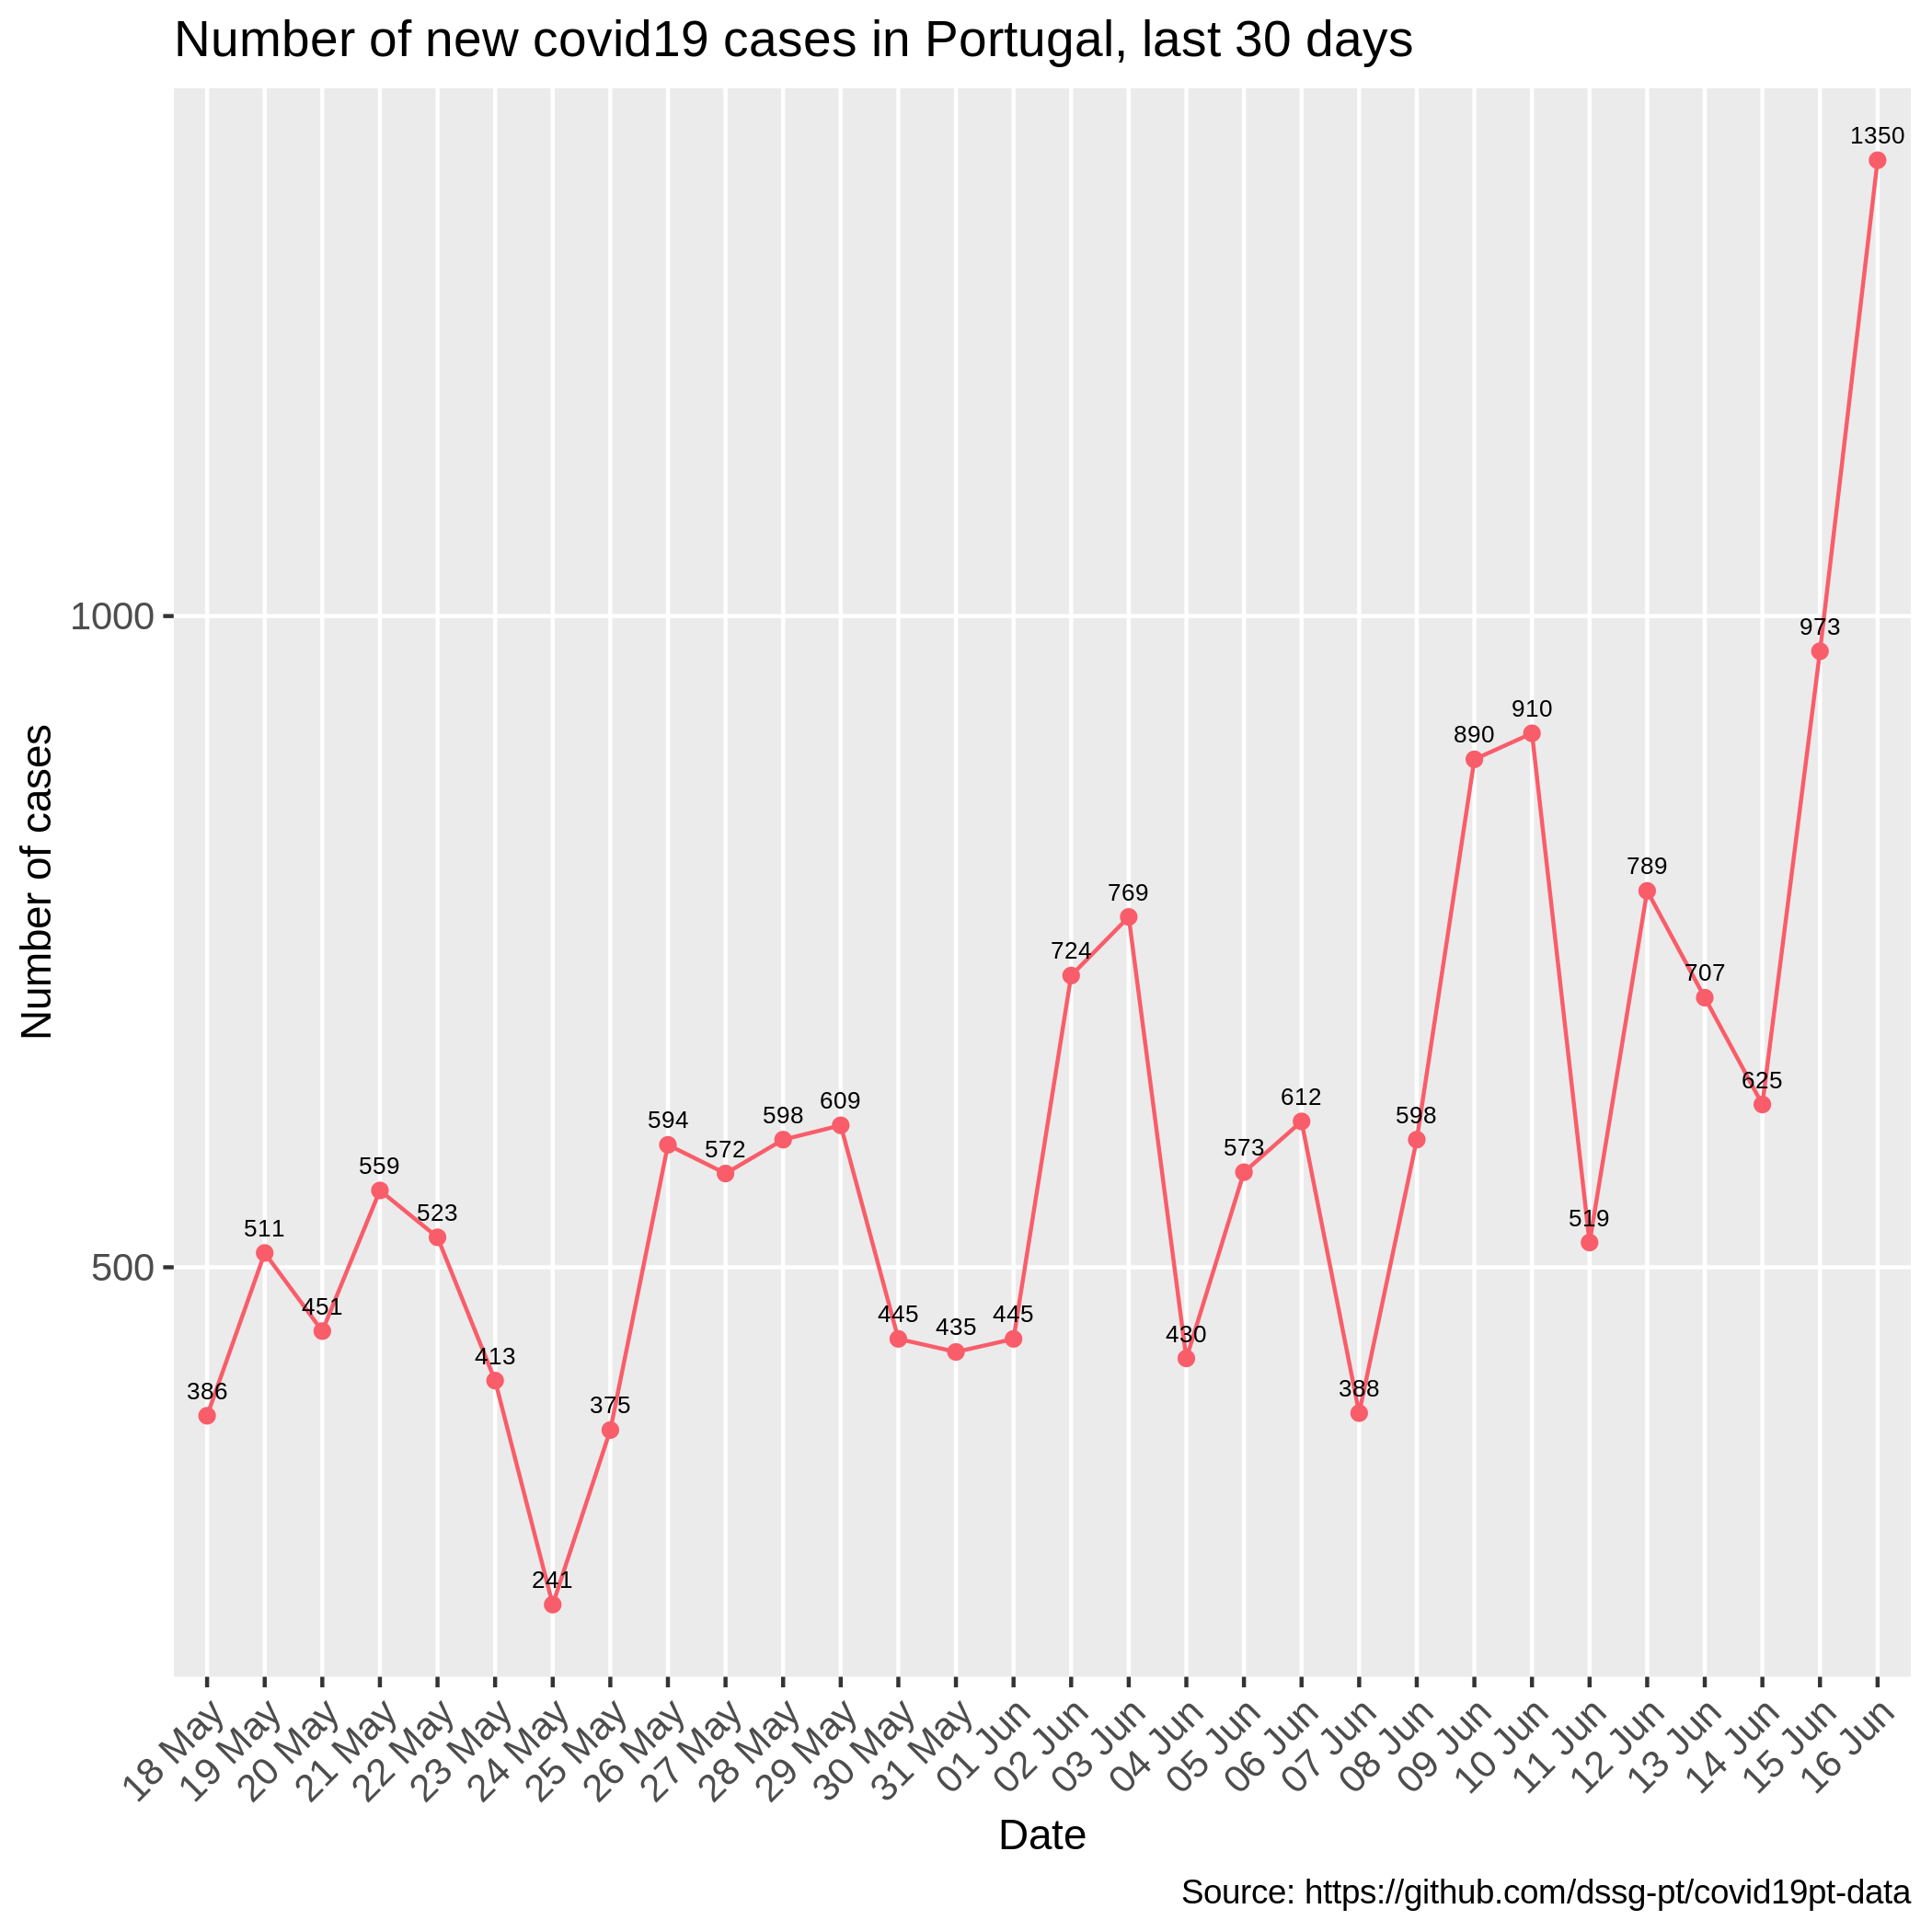 Number of new covid19 cases in Portugal, last 30 days
Number of cases
1000
500
386
511
451
559
523
413
241
375
594
572
598
609
445
435
445
724
769
430
573
612
388
598
890
910
519
789
707
625
973
1350
18 May
19 May
20 May
21 May
22 May
23 May
24 May
25 May
26 May
27 May
28 May
29 May
30 May
31 May
01 Jun
02 Jun
03 Jun
04 Jun
05 Jun
06 Jun
07 Jun
08 Jun
09 Jun
10 Jun
11 Jun
12 Jun
13 Jun
14 Jun
15 Jun
16 Jun
Date
Source: https://github.com/dssg-pt/covid19pt-data